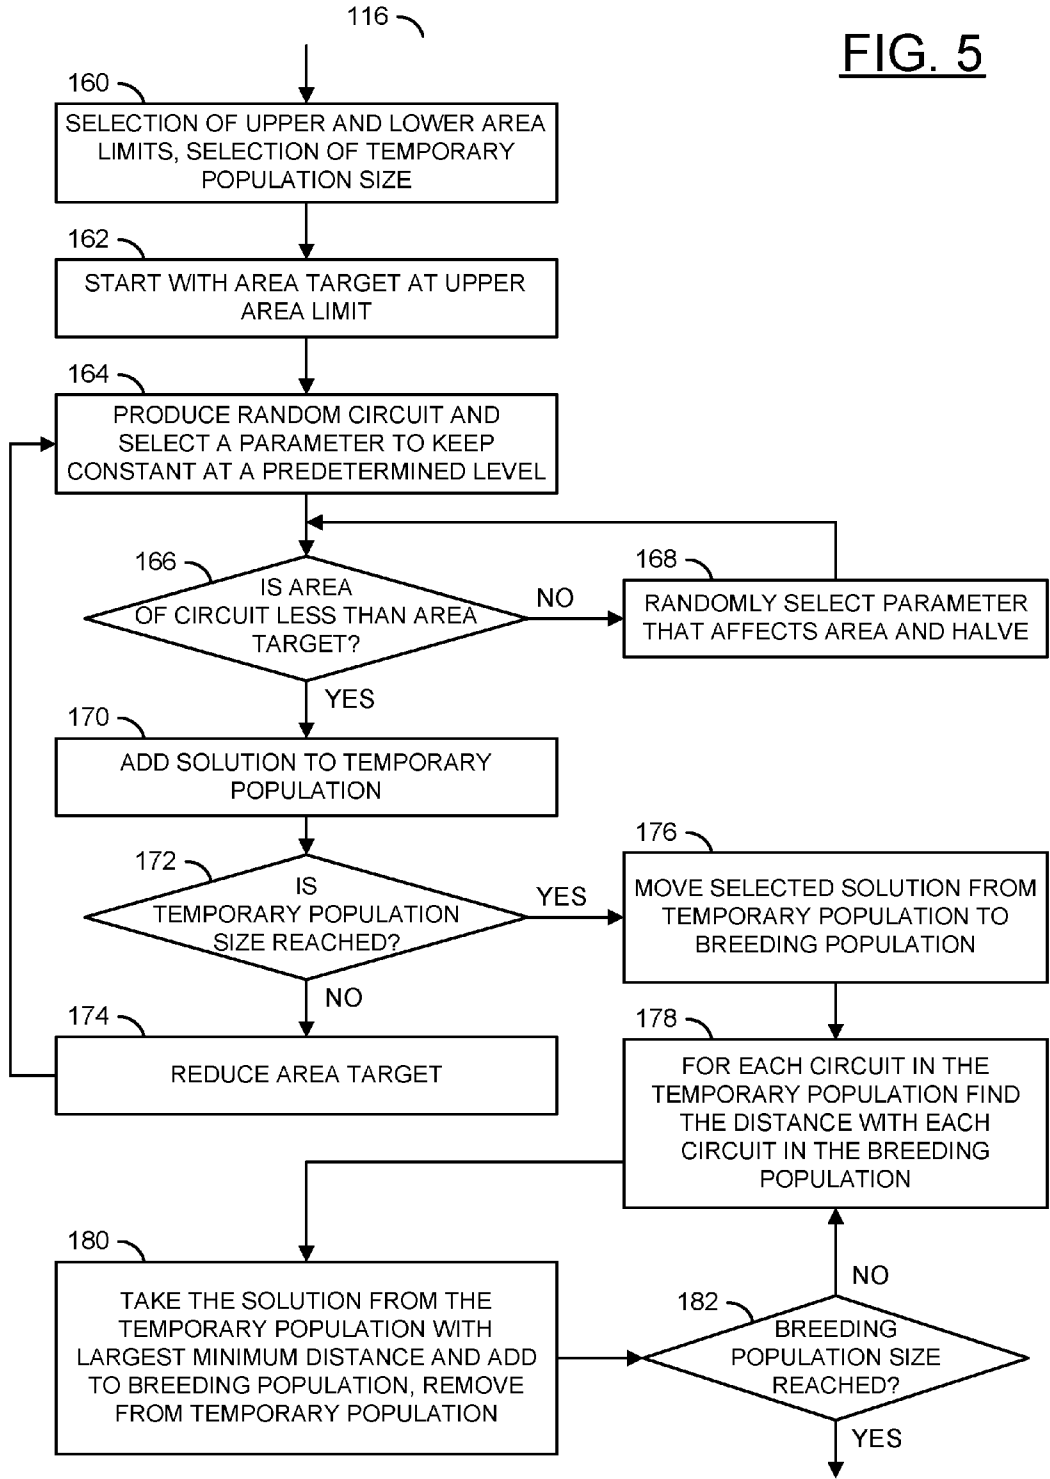 116
FIG. 5
160
SELECTION OF UPPER AND LOWER AREA
LIMITS, SELECTION OF TEMPORARY
POPULATION SIZE
162
START WITH AREA TARGET AT UPPER
AREA LIMIT
164
PRODUCE RANDOM CIRCUIT AND
SELECT A PARAMETER TO KEEP
CONSTANT AT A PREDETERMINED LEVEL
166
IS AREA
OF CIRCUIT LESS THAN AREA
TARGET?
NO
168
RANDOMLY SELECT PARAMETER
THAT AFFECTS AREA AND HALVE
YES
170
ADD SOLUTION TO TEMPORARY
POPULATION
172
IS
TEMPORARY POPULATION
SIZE REACHED?
YES
176
MOVE SELECTED SOLUTION FROM
TEMPORARY POPULATION TO
BREEDING POPULATION
NO
174
REDUCE AREA TARGET
178
FOR EACH CIRCUIT IN THE
TEMPORARY POPULATION FIND
THE DISTANCE WITH EACH
CIRCUIT IN THE BREEDING
POPULATION
180
TAKE THE SOLUTION FROM THE
TEMPORARY POPULATION WITH
LARGEST MINIMUM DISTANCE AND ADD
TO BREEDING POPULATION, REMOVE
FROM TEMPORARY POPULATION
NO
182
BREEDING
POPULATION SIZE
REACHED?
YES